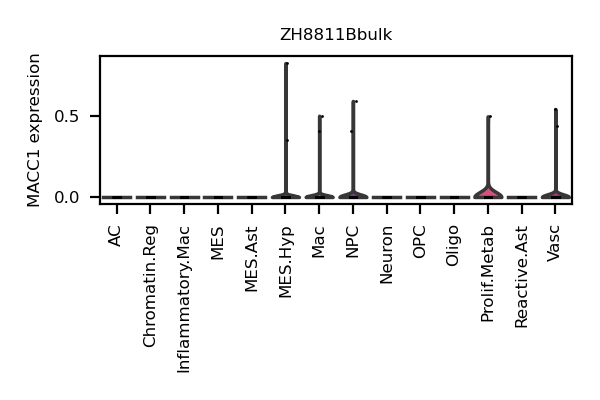 ZH8811Bbulk
MACC1 expression
0.5
0.0
AC
Chromatin.Reg
Inflammatory.Mac
MES
MES.Ast
MES.Hyp
Mac
NPC
Neuron
OPC
Oligo
Prolif.Metab
Reactive.Ast
Vasc